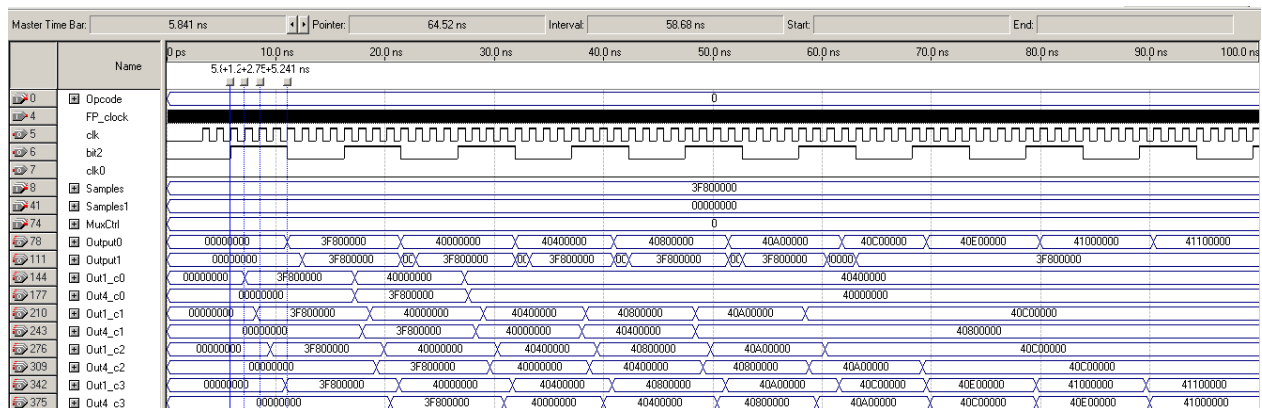 Master Time Bar: 5.841 ns Pointer: 64.52 ns Interval: 58.68 ns Start: End:
Name
0 ps 10.0 ns 20.0 ns 30.0 ns 40.0 ns 50.0 ns 60.0 ns 70.0 ns 80.0 ns 90.0 ns 100.0 ns
+5.241 ns
0 Opcode 0
4 FP_clock
5 clk
6 bit2
7 clk0
8 Samples 3F800000
41 Samples1 00000000
74 MuxCtrl 0
78 Output0 00000000 3F800000 40000000 40400000 40800000 40A00000 40C00000 40E00000 41000000 41100000
111 Output1 00000000 3F800000 3F800000 3F800000 3F800000 3F800000
144 Out1_c0 00000000 3F800000 40000000 40400000
177 Out4_c0 00000000 3F800000 40000000
210 Out1_c1 00000000 3F800000 40000000 40400000 40800000 40A00000 40C00000
243 Out4_c1 00000000 3F800000 40000000 40400000 40800000
276 Out1_c2 00000000 3F800000 40000000 40400000 40800000 40A00000 40C00000
309 Out4_c2 00000000 3F800000 40000000 40400000 40800000 40A00000 40C00000
342 Out1_c3 00000000 3F800000 40000000 40400000 40800000 40A00000 40C00000 40E00000 41000000 41100000
375 Out4_c3 00000000 3F800000 40000000 40400000 40800000 40A00000 40C00000 40E00000 41000000